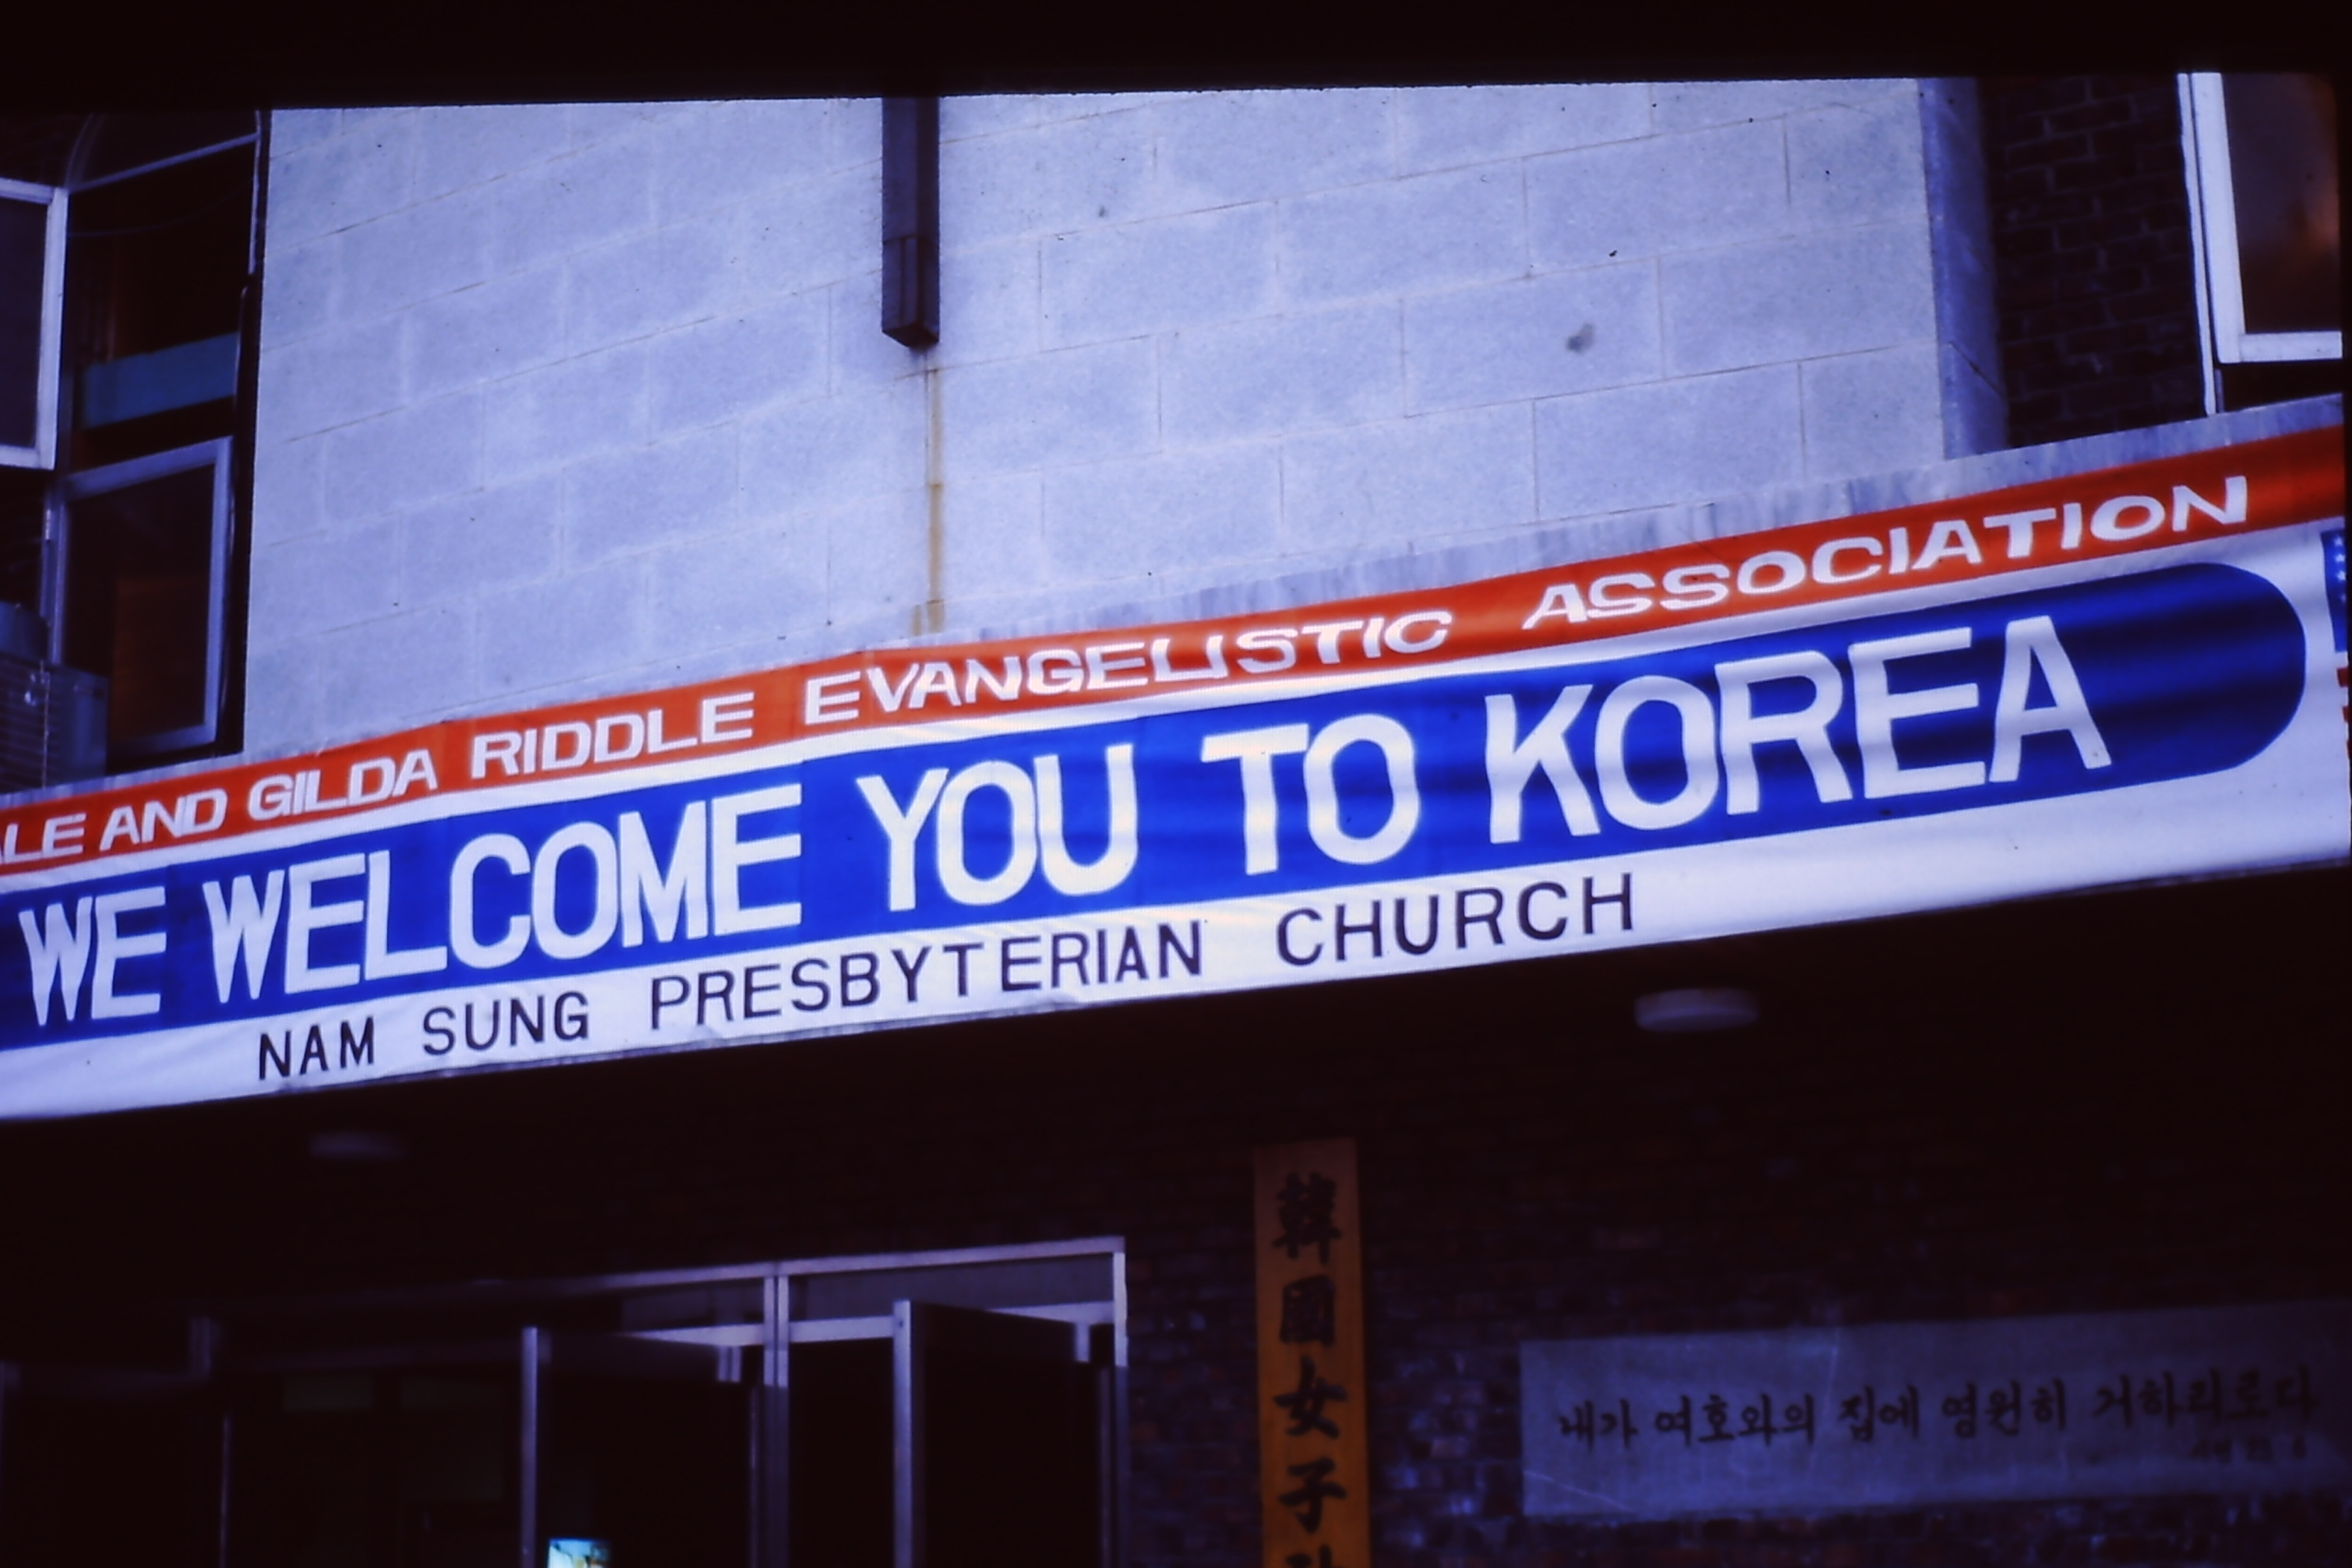 LE AND GILDA RIDDLE EVANGELISTIC ASSOCIATION
WE WELCOME YOU TO KOREA
NAM SUNG PRESBYTERIAN CHURCH
韓國女子
내가 여호와의 집에 영원히 거하리로다